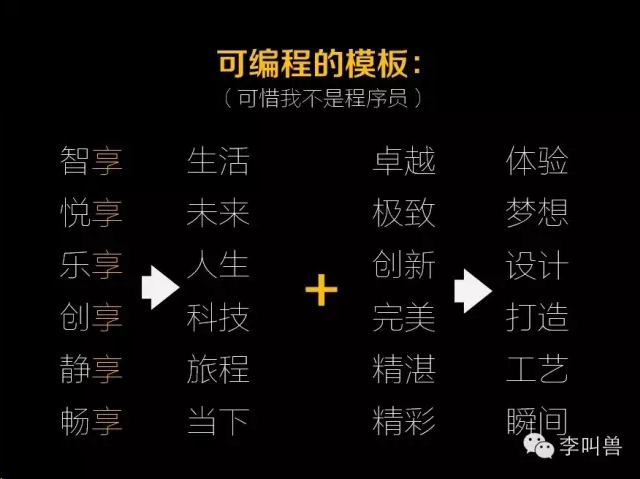 可编程的模板：
（可惜我不是程序员）
智享 生活 卓越 体验
悦享 未来 极致 梦想
乐享 人生 + 创新 设计
创享 科技 完美 打造
静享 旅程 精湛 工艺
畅享 当下 精彩 瞬间
李叫兽